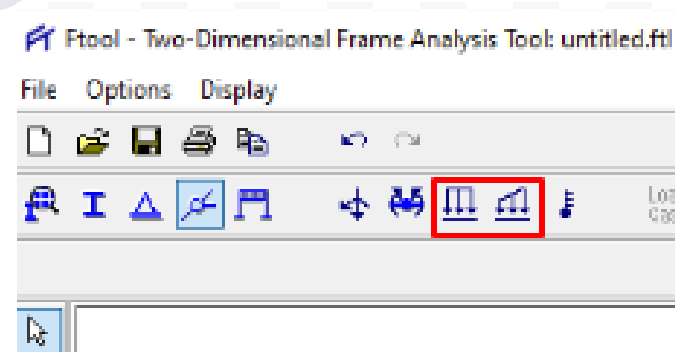 Ftool - Two-Dimensional Frame Analysis Tool: untitled.ftl
File Options Display